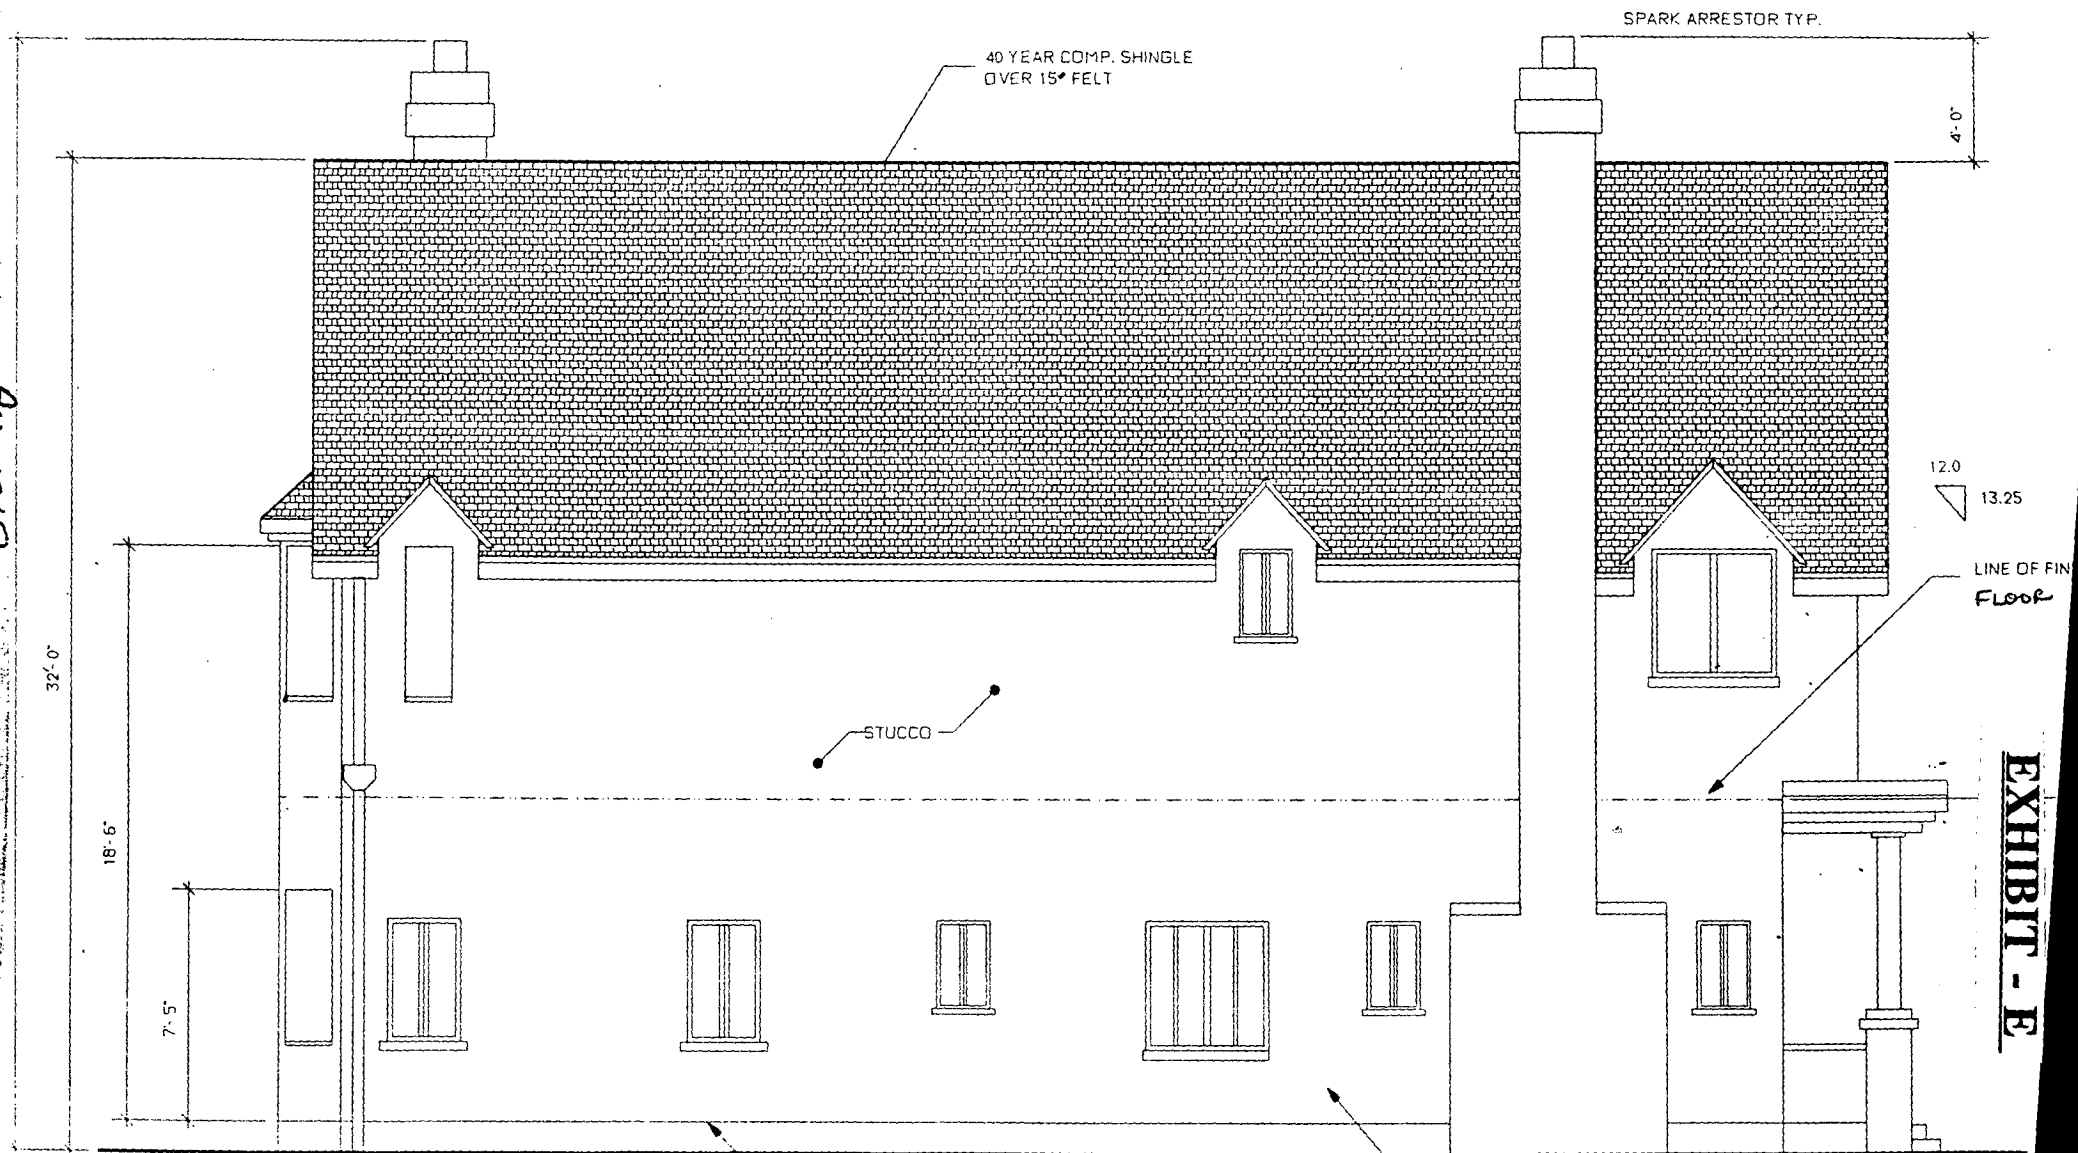 SPARK ARRESTOR TYP.
40 YEAR COMP. SHINGLE
OVER 15# FELT
4'-0"
12.0
13.25
LINE OF FIN
FLOOR
32'-0"
STUCCO
18'-6"
7'-5"
EXHIBIT - E